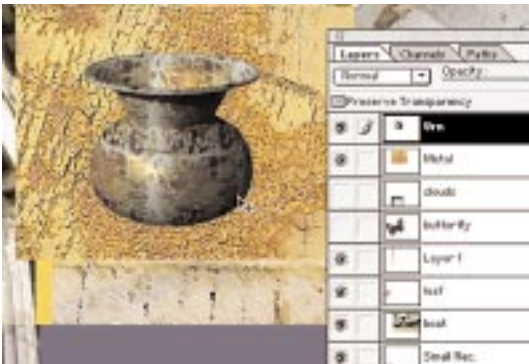 Layers Channels Paths
Normal Opacity:
Preserve Transparency
Urn
Metal
clouds
butterfly
Layer 1
leaf
boat
Small Rec.